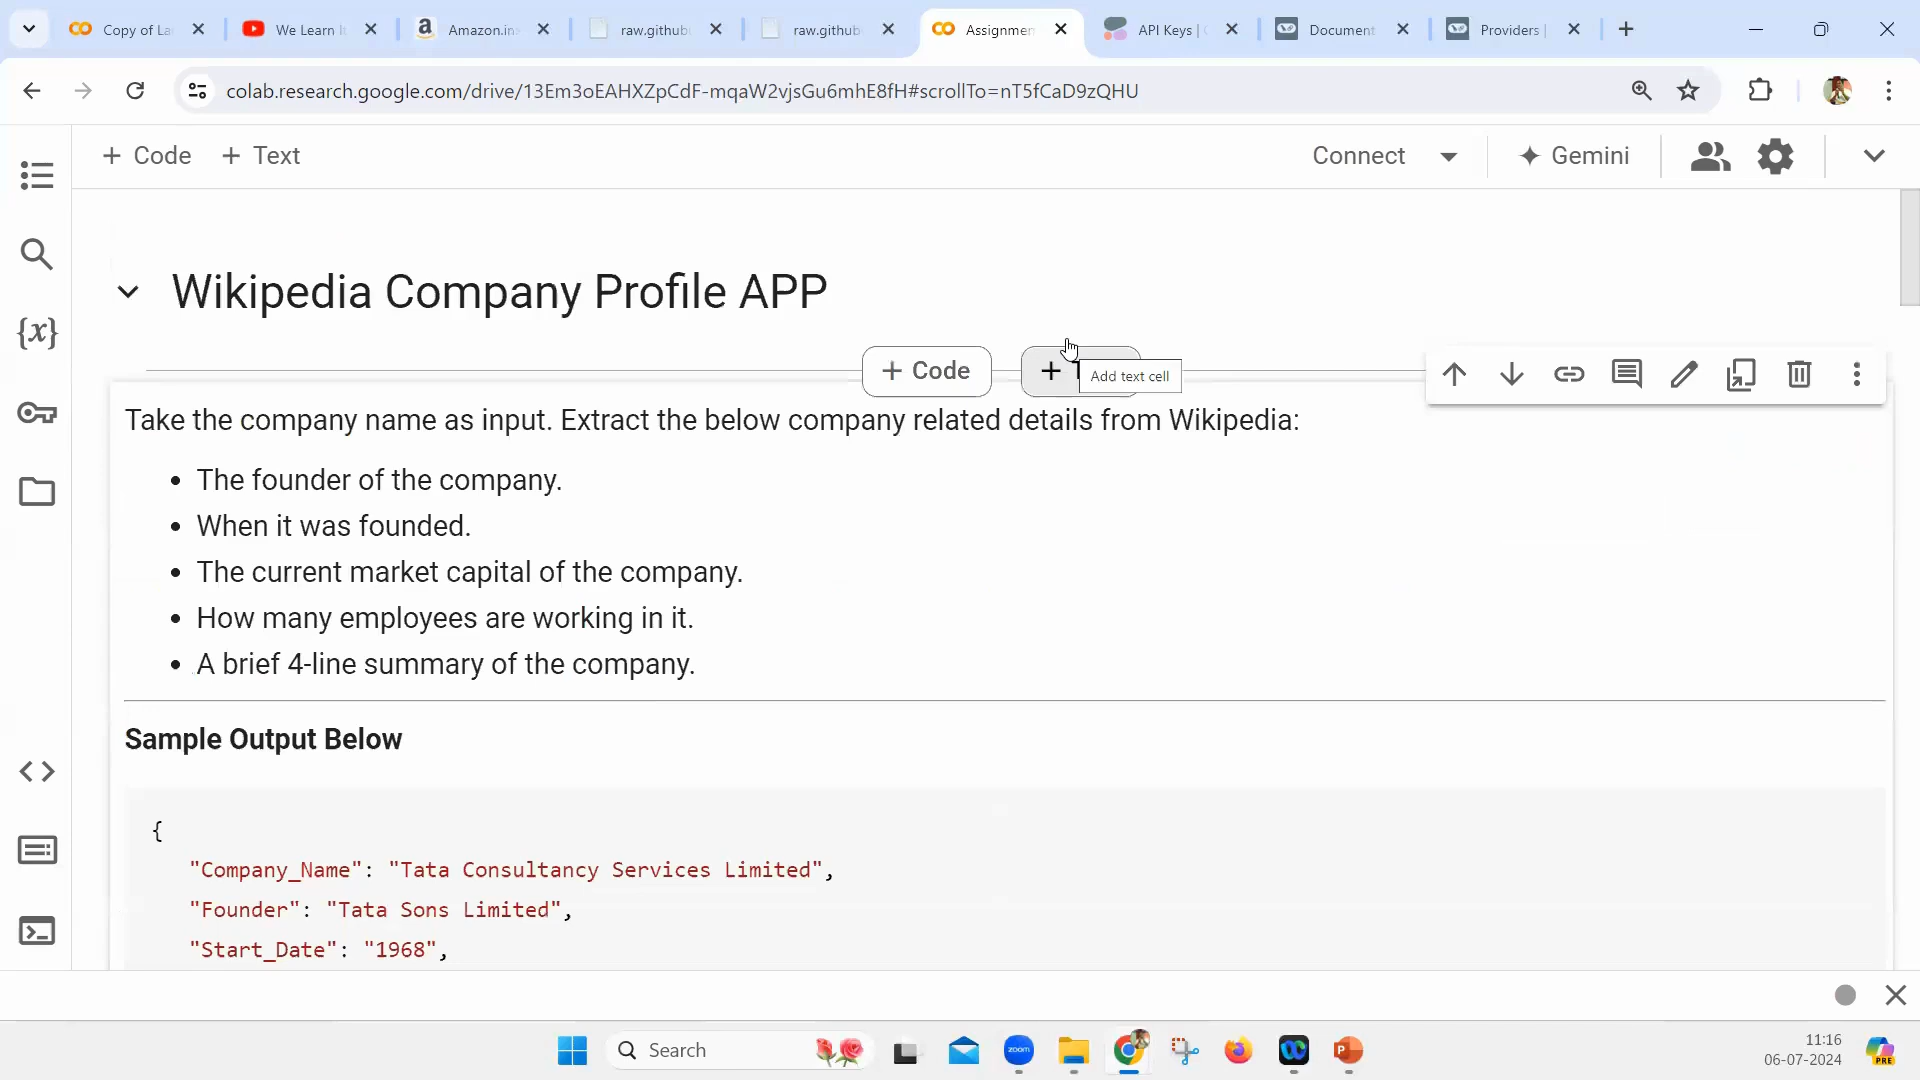 Copy of La
We Learn I
Amazon.in
raw.github
raw.github
Assignmen
API Keys |
Document
Providers |
colab.research.google.com/drive/13Em3oEAHXZpCdF-mqaW2vjsGu6mhE8fH#scrollTo=nT5fCaD9zQHU
+ Code + Text
Connect
Gemini
{x}
Wikipedia Company Profile APP
+ Code
Add text cell
Take the company name as input. Extract the below company related details from Wikipedia:
• The founder of the company.
• When it was founded.
• The current market capital of the company.
• How many employees are working in it.
• A brief 4-line summary of the company.
Sample Output Below
{
"Company_Name": "Tata Consultancy Services Limited",
"Founder": "Tata Sons Limited",
"Start_Date": "1968",
Search
zoom
PRE
11:16
06-07-2024